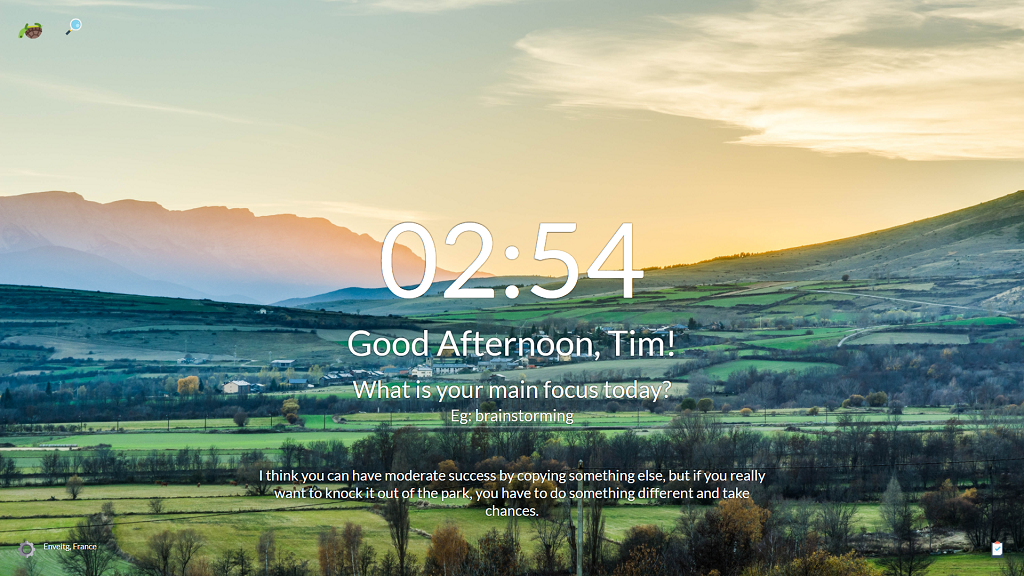 02:54
Good Afternoon, Tim!
What is your main focus today?
Eg: brainstorming
I think you can have moderate success by copying something else, but if you really
want to knock it out of the park, you have to do something different and take
chances.
Enveitg, France